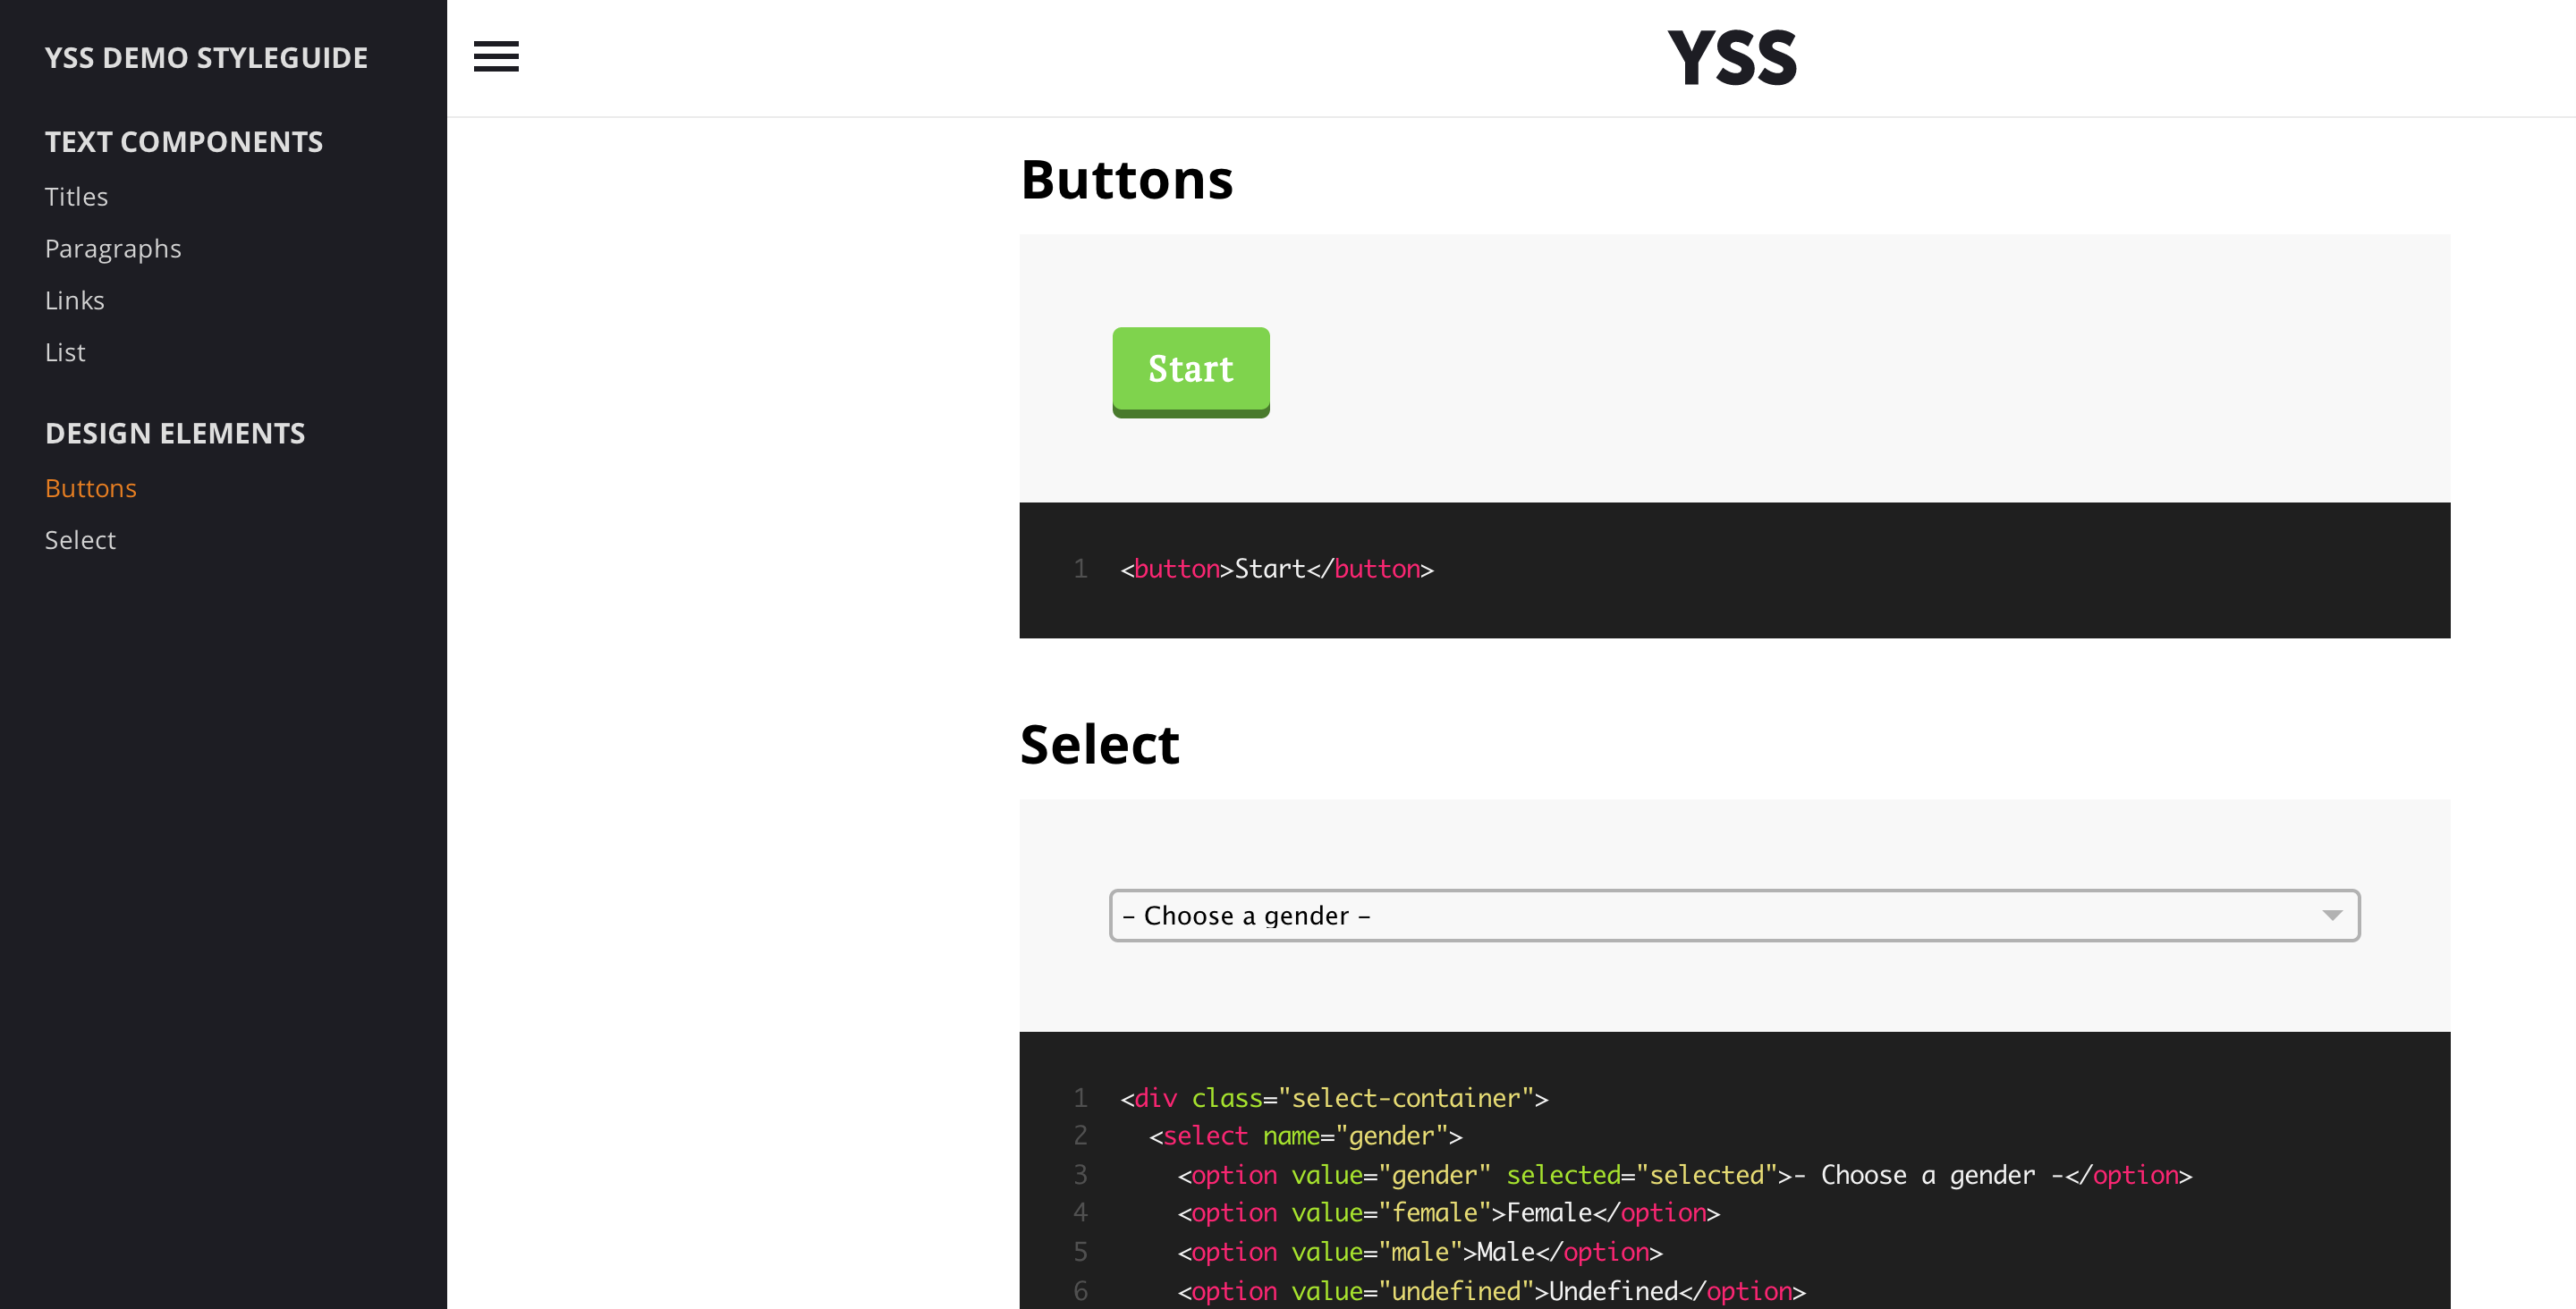 YSS DEMO STYLEGUIDE
TEXT COMPONENTS
Titles
Paragraphs
Links
List
DESIGN ELEMENTS
Buttons
Select
YSS
Buttons
Start
1 <button>Start</button>
Select
– Choose a gender –
1 <div class="select-container">
2 <select name="gender">
3 <option value="gender" selected="selected">- Choose a gender -</option>
4 <option value="female">Female</option>
5 <option value="male">Male</option>
6 <option value="undefined">Undefined</option>